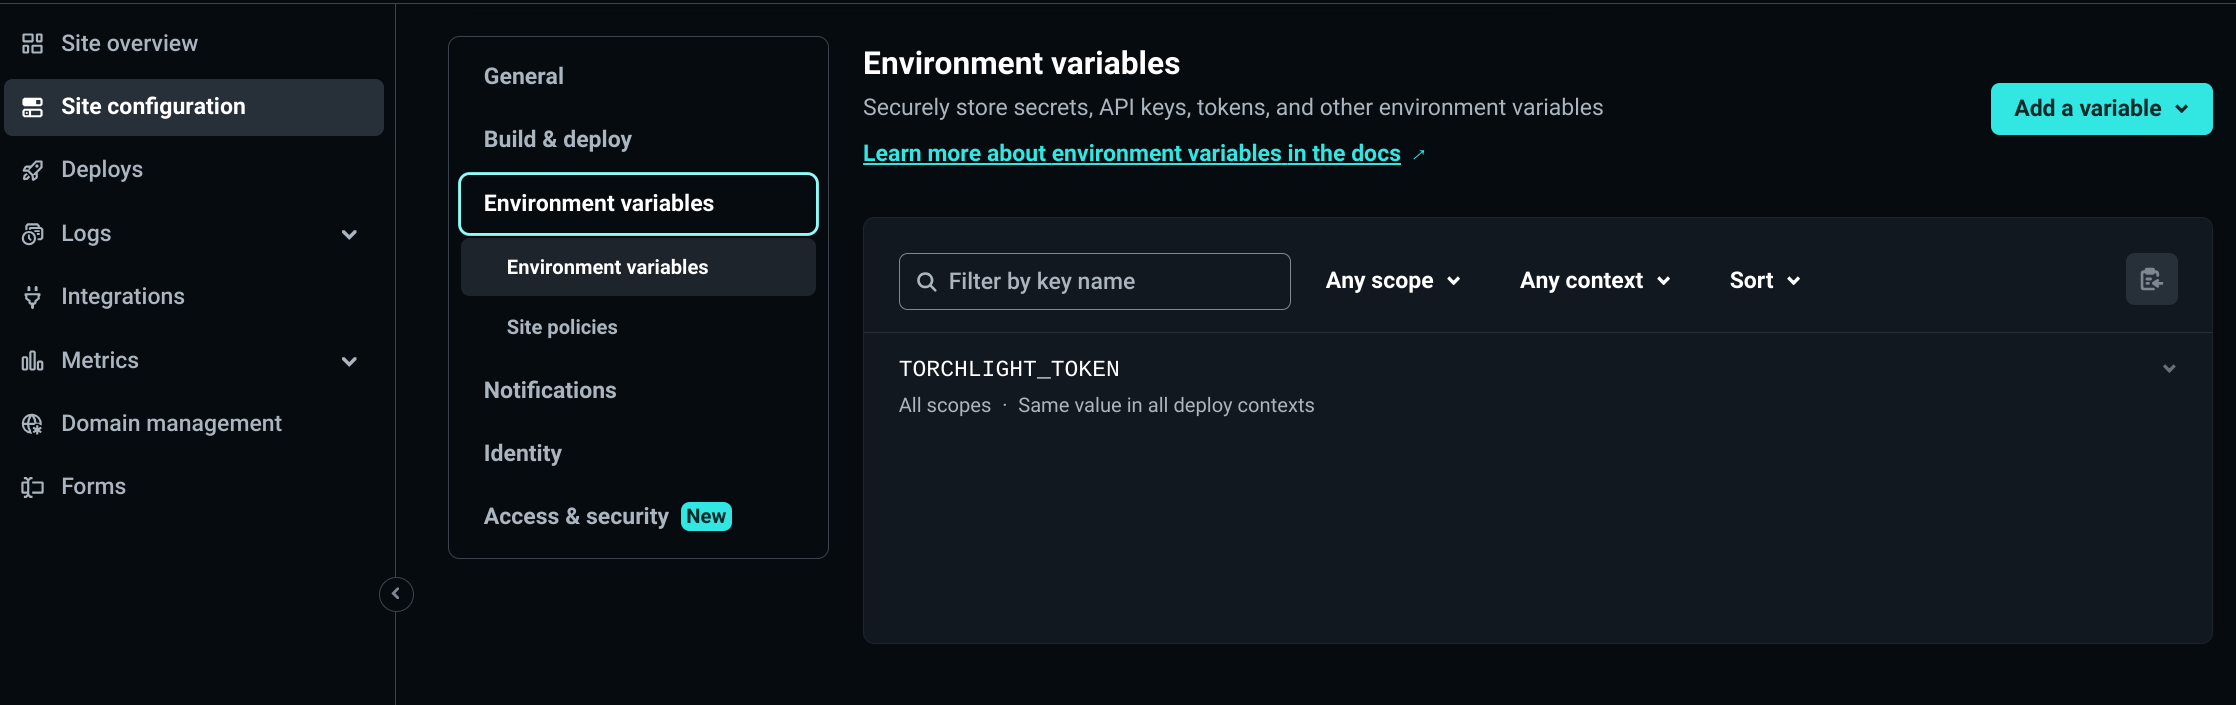 Site overview
Site configuration
Deploys
Logs
Integrations
Metrics
Domain management
Forms
General
Build & deploy
Environment variables
Environment variables
Site policies
Notifications
Identity
Access & security New
Environment variables
Securely store secrets, API keys, tokens, and other environment variables
Learn more about environment variables in the docs
Add a variable
Filter by key name
Any scope
Any context
Sort
TORCHLIGHT_TOKEN
All scopes · Same value in all deploy contexts